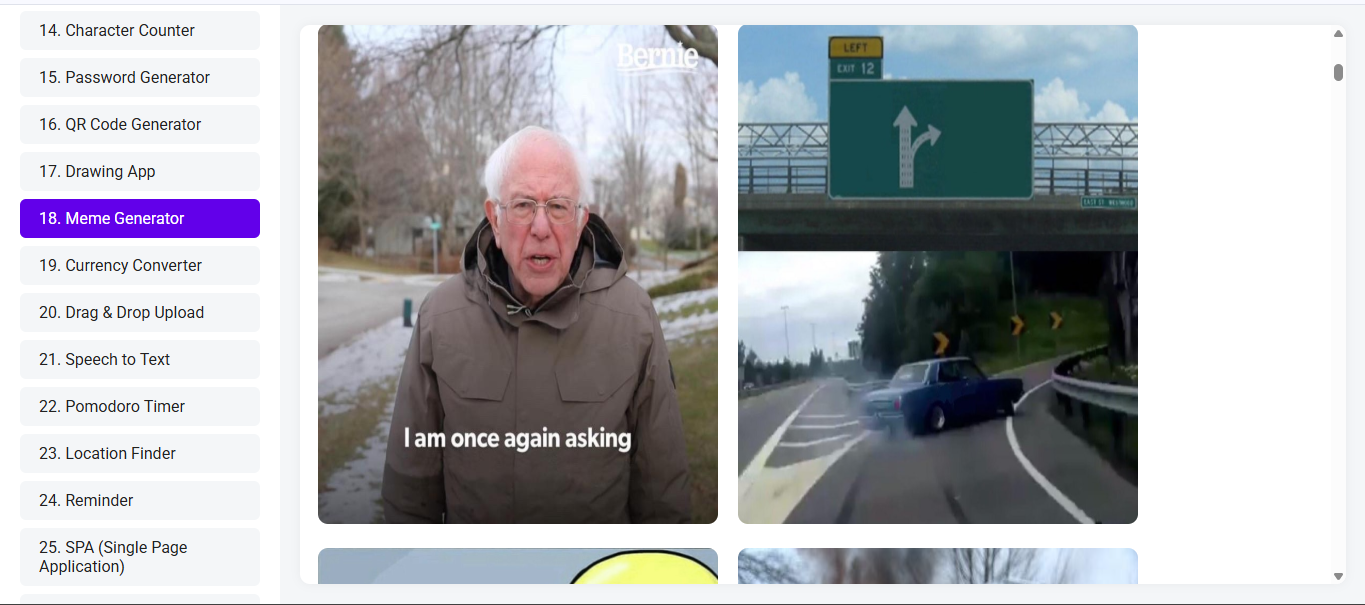 14. Character Counter
15. Password Generator
16. QR Code Generator
17. Drawing App
18. Meme Generator
19. Currency Converter
20. Drag & Drop Upload
21. Speech to Text
22. Pomodoro Timer
23. Location Finder
24. Reminder
25. SPA (Single Page
Application)
Bernie
I am once again asking
LEFT
EXIT 12